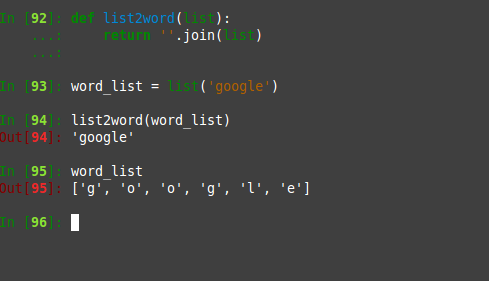 In [92]: def list2word(list):
    ...:     return ''.join(list)
    ...:
In [93]: word_list = list('google')
In [94]: list2word(word_list)
Out[94]: 'google'
In [95]: word_list
Out[95]: ['g', 'o', 'o', 'g', 'l', 'e']
In [96]: